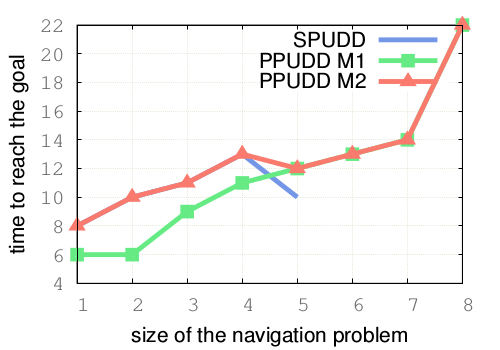 22
20
18
16
14
12
10
8
6
4
time to reach the goal
SPUDD
PPUDD M1
PPUDD M2
1 2 3 4 5 6 7 8
size of the navigation problem